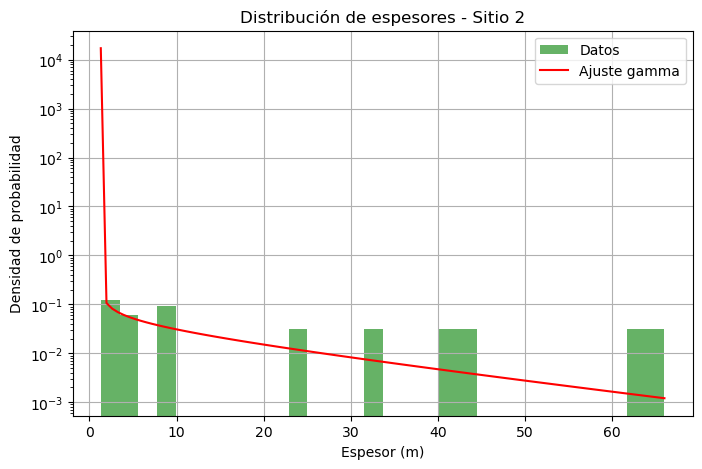 Distribución de espesores - Sitio 2
Datos
Ajuste gamma
Densidad de probabilidad
10^4
10^3
10^2
10^1
10^0
10^-1
10^-2
10^-3
0 10 20 30 40 50 60
Espesor (m)